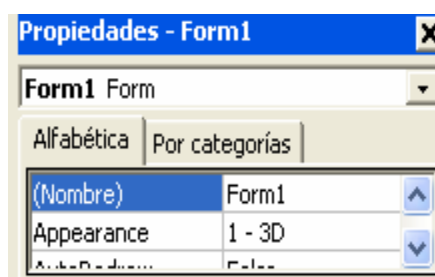 Propiedades - Form1
Form1 Form
Alfabética Por categorías
(Nombre) Form1
Appearance 1 - 3D